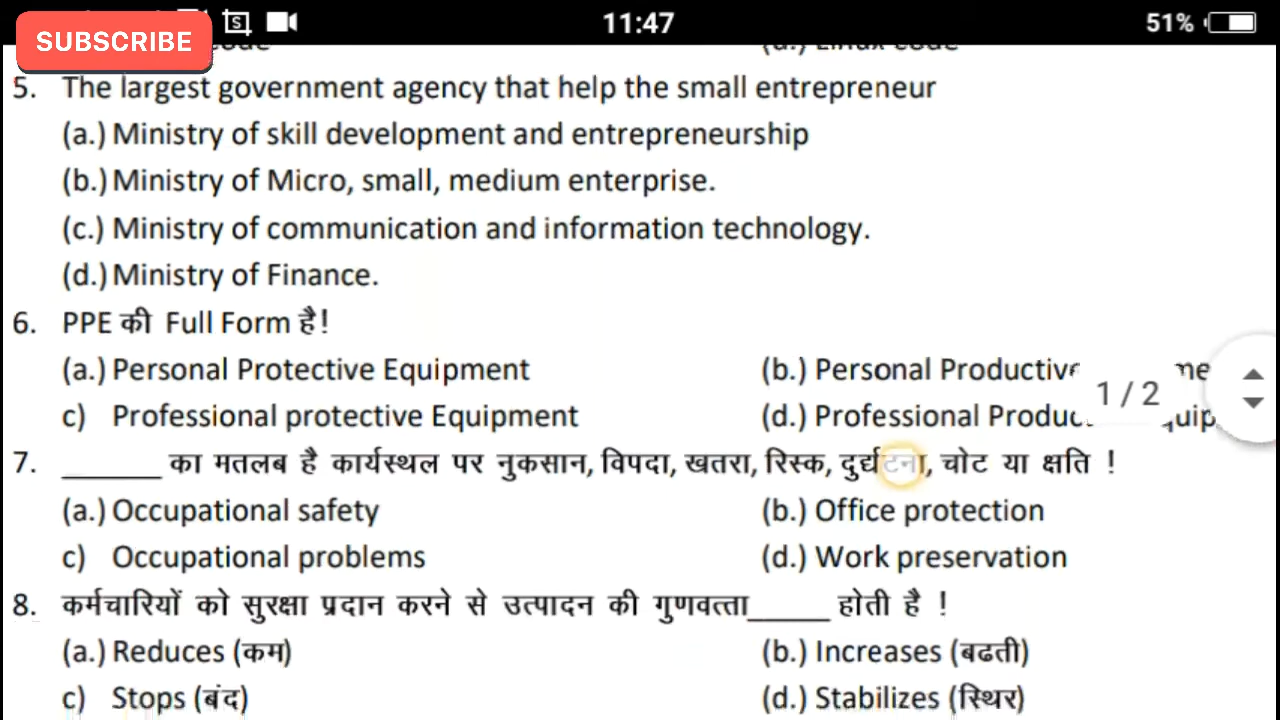 SUBSCRIBE
11:47
51%
5. The largest government agency that help the small entrepreneur
(a.) Ministry of skill development and entrepreneurship
(b.) Ministry of Micro, small, medium enterprise.
(c.) Ministry of communication and information technology.
(d.) Ministry of Finance.
6. PPE की Full Form है!
(a.) Personal Protective Equipment (b.) Personal
c) Professional protective Equipment (d.) Professional
1 / 2
7. ______ का मतलब है कार्यस्थल पर नुकसान, विपदा, खतरा, रिस्क, दुर्घटना, चोट या क्षति !
(a.) Occupational safety (b.) Office protection
c) Occupational problems (d.) Work preservation
8. कर्मचारियों को सुरक्षा प्रदान करने से उत्पादन की गुणवत्ता_____ होती है !
(a.) Reduces (कम) (b.) Increases (बढती)
c) Stops (बंद) (d.) Stabilizes (स्थिर)